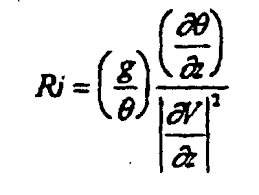 Ri = (g/θ) (∂θ/∂z) / |∂V/∂z|²